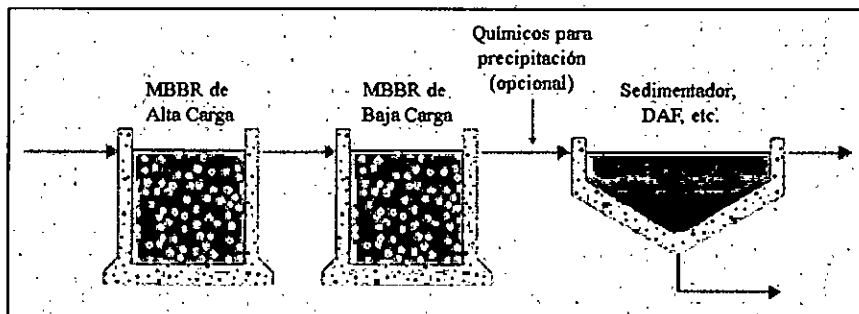 MBBR de
Alta Carga
MBBR de
Baja Carga
Químicos para
precipitación
(opcional)
Sedimentador,
DAF, etc.